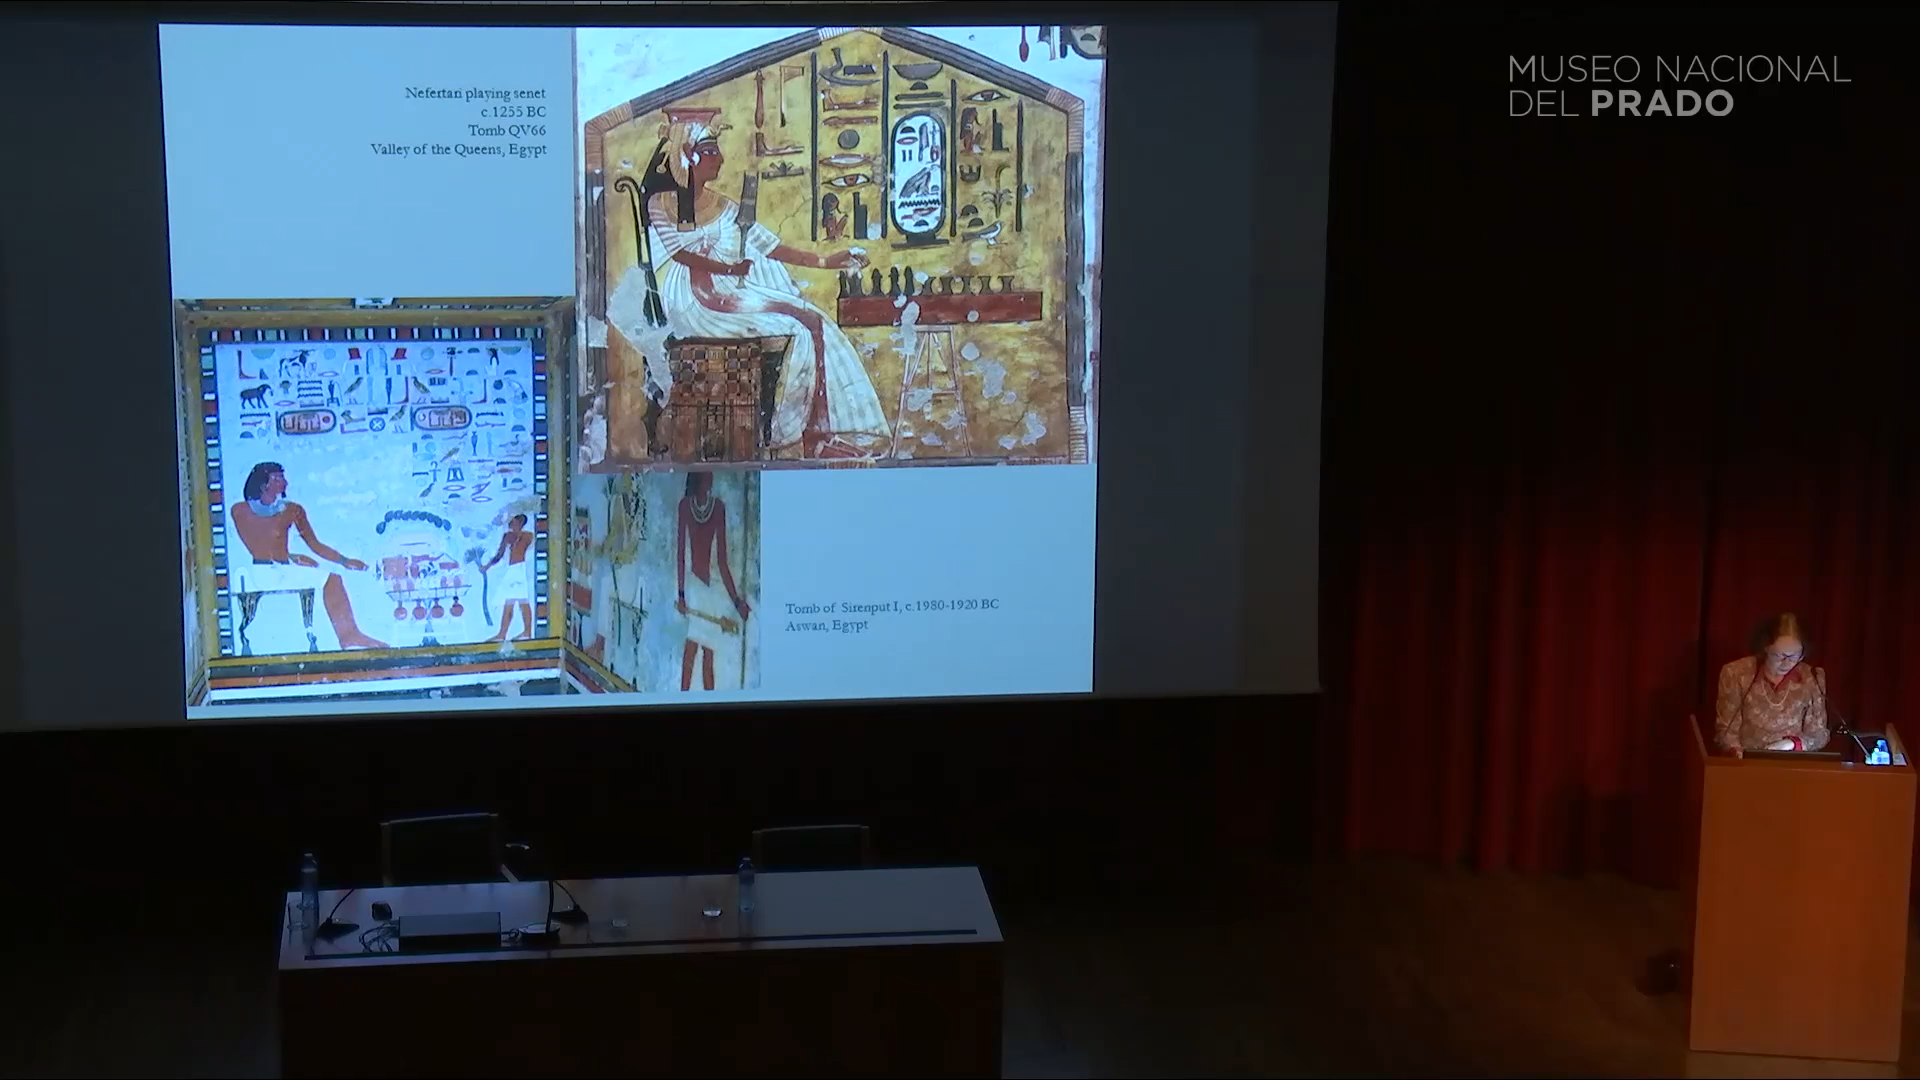 Nefertari playing senet
c.1255 BC
Tomb QV66
Valley of the Queens, Egypt
Tomb of Sirenput I, c.1980-1920 BC
Aswan, Egypt
MUSEO NACIONAL
DEL PRADO